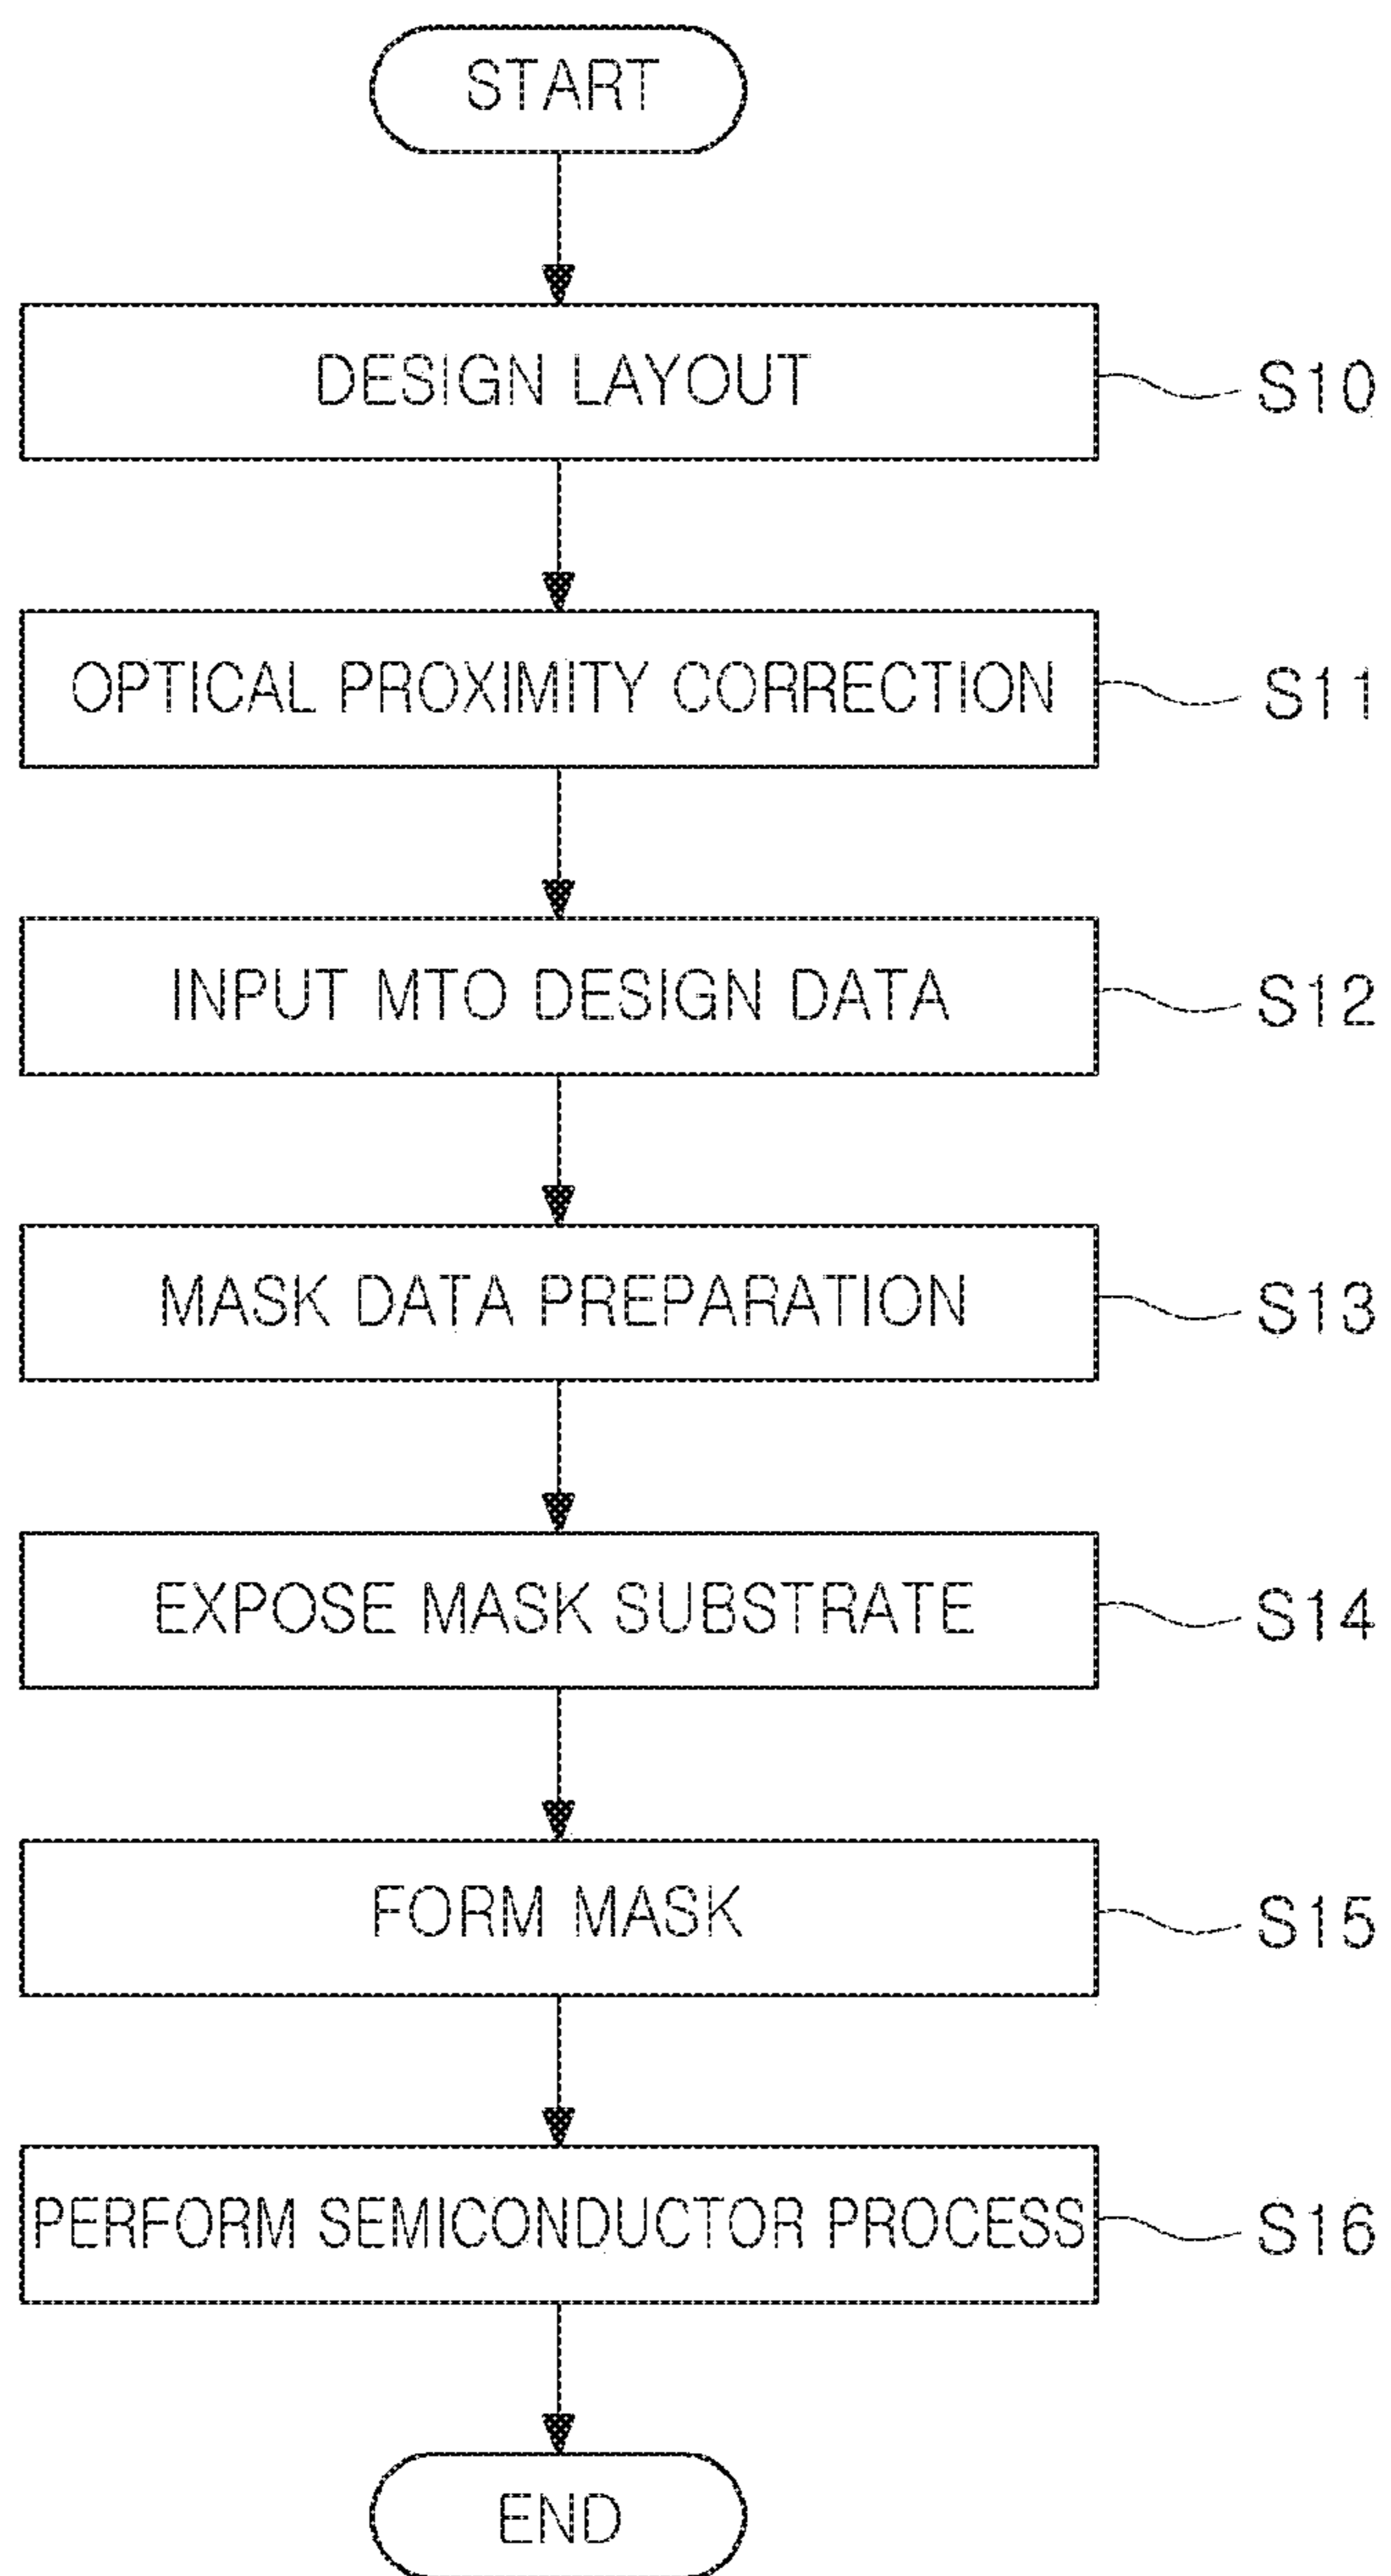 START
DESIGN LAYOUT S10
OPTICAL PROXIMITY CORRECTION S11
INPUT MTO DESIGN DATA S12
MASK DATA PREPARATION S13
EXPOSE MASK SUBSTRATE S14
FORM MASK S15
PERFORM SEMICONDUCTOR PROCESS S16
END